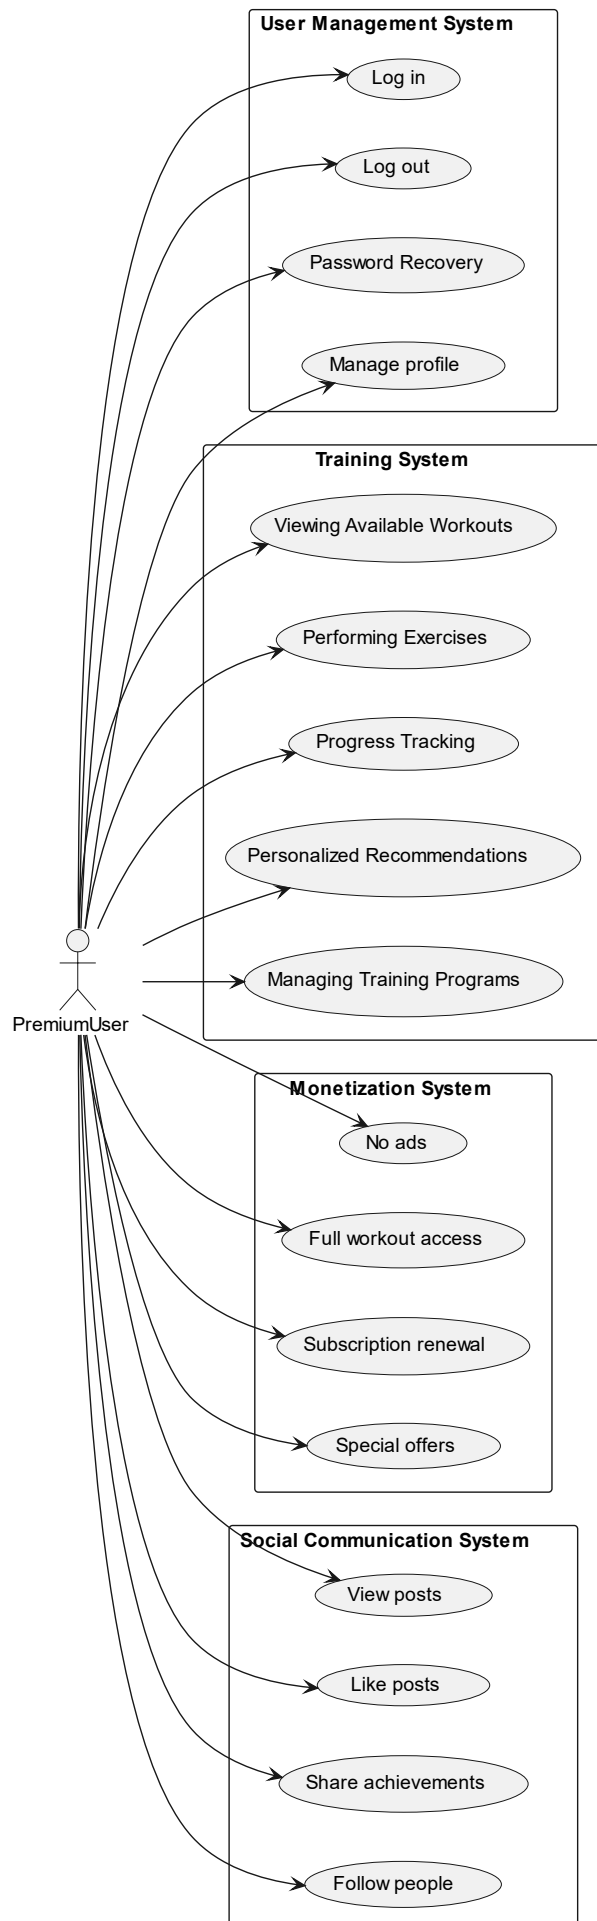 User Management System
Log in
Log out
Password Recovery
Manage profile
Training System
Viewing Available Workouts
Performing Exercises
Progress Tracking
Personalized Recommendations
Managing Training Programs
PremiumUser
Monetization System
No ads
Full workout access
Subscription renewal
Special offers
Social Communication System
View posts
Like posts
Share achievements
Follow people